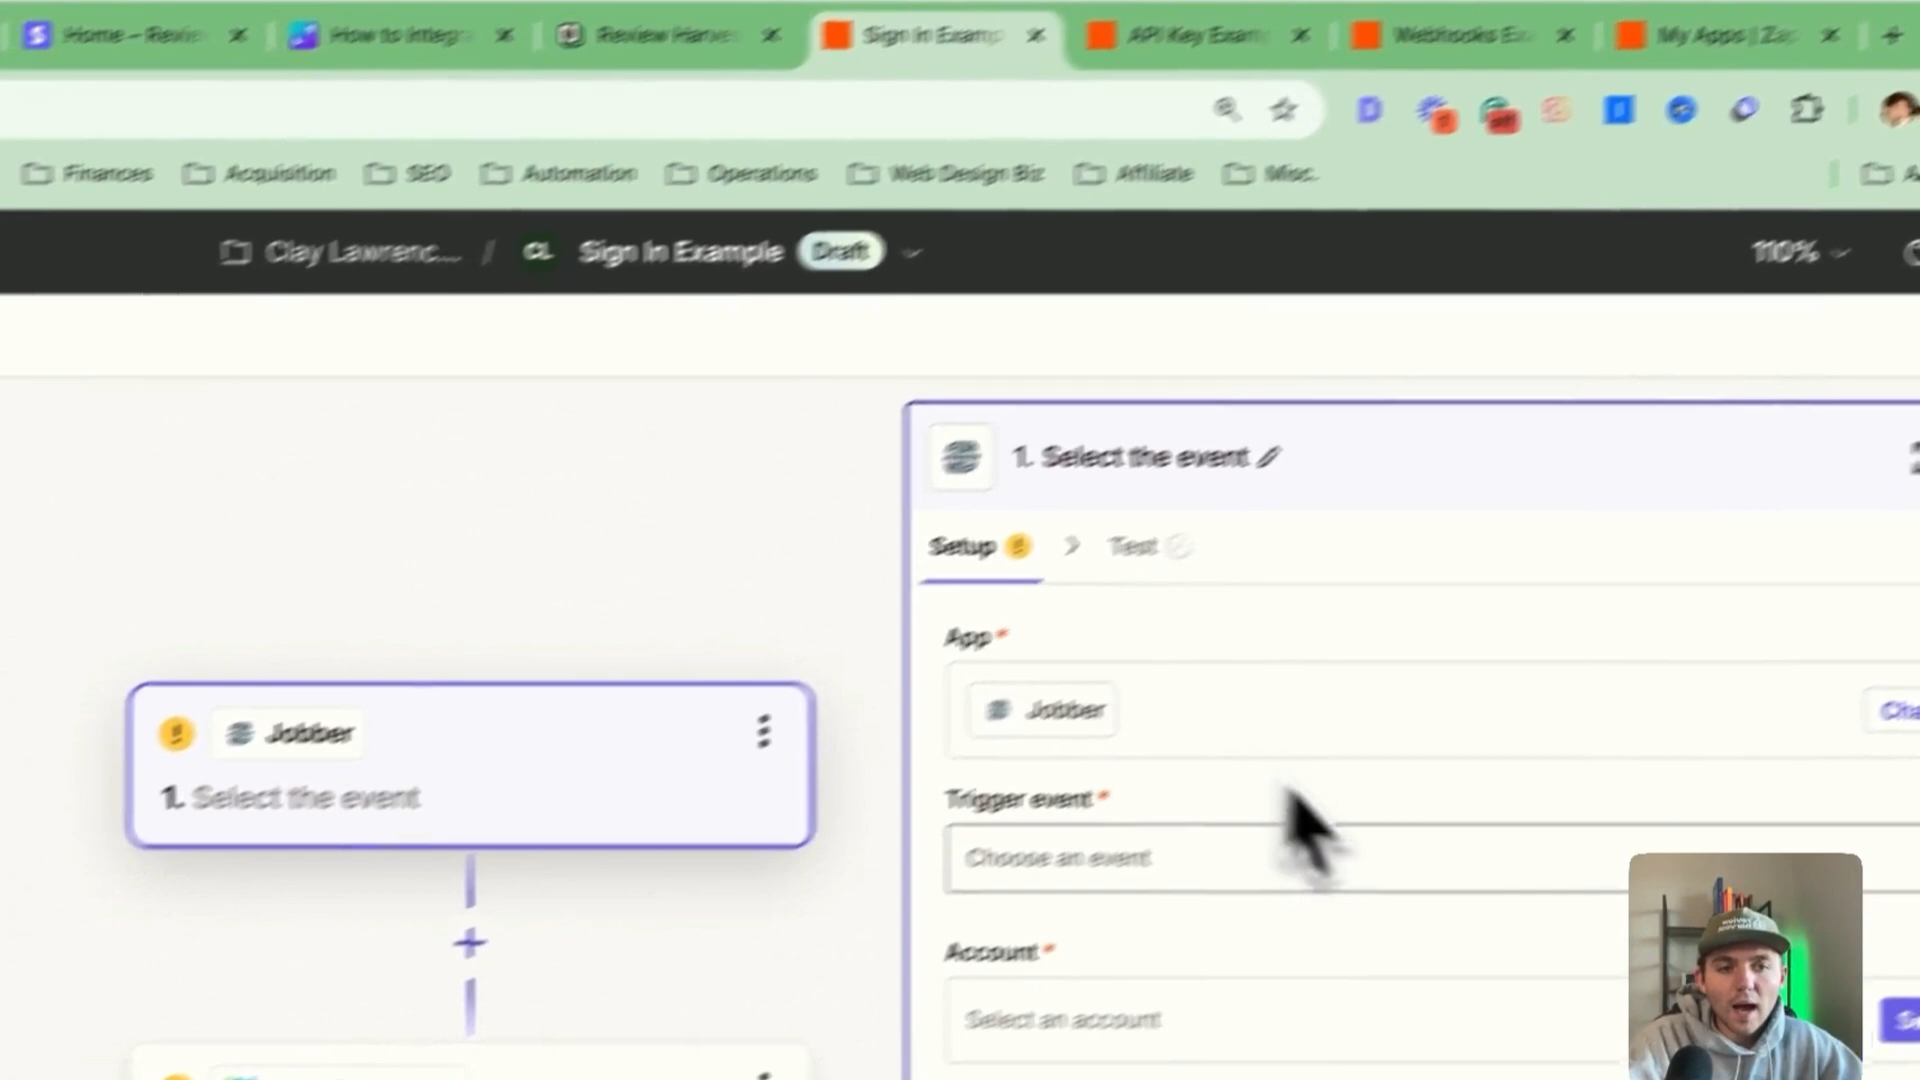 Home – Revie
How to Integr
Review Harve
Sign In Examp
API Key Exam
Webhooks Ex
My Apps | Za
Finances
Acquisition
SEO
Automation
Operations
Web Design Biz
Affiliate
Misc.
Clay Lawrenc... / CL Sign In Example Draft
110%
1. Select the event
Setup
Test
App*
Jobber
Cha
Trigger event*
Choose an event
Account*
Select an account
Jobber
1. Select the event